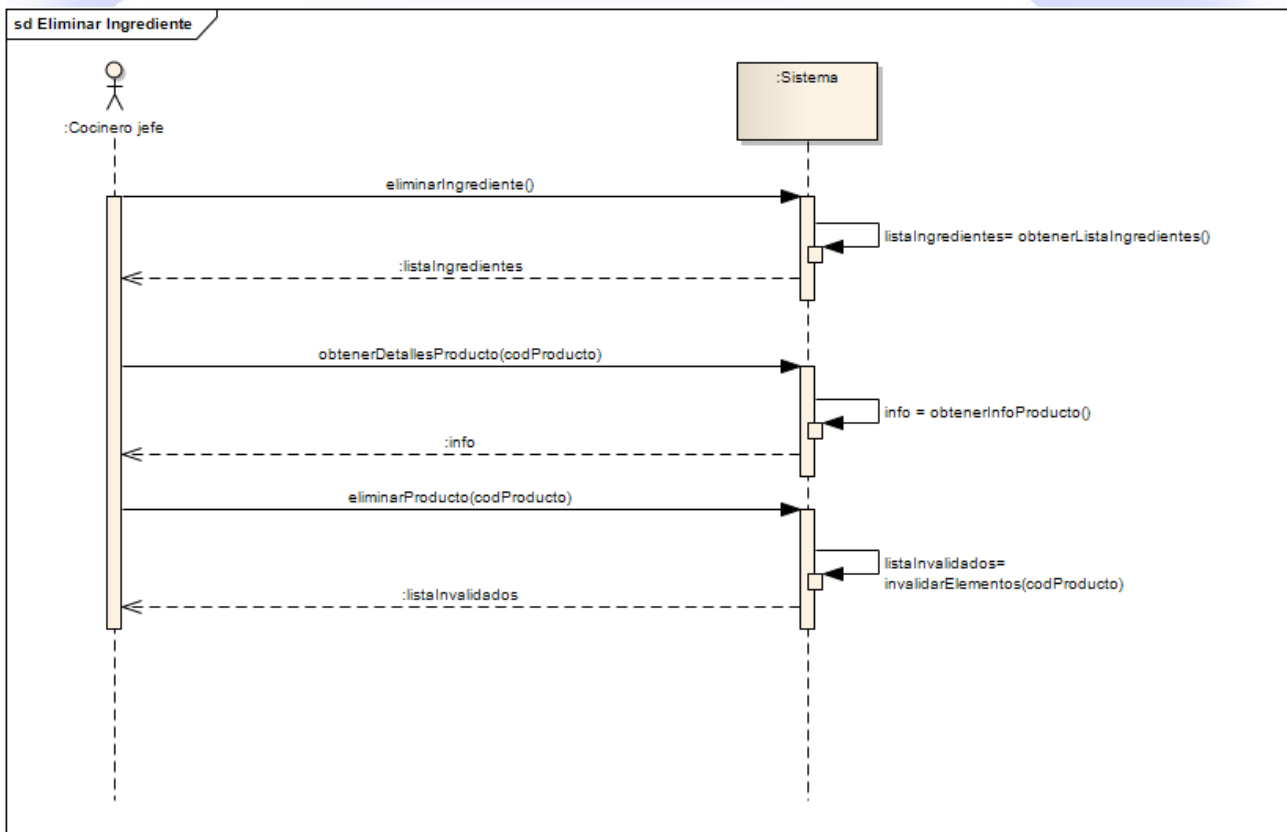 sd Eliminar Ingrediente
:Cocinero jefe
:Sistema
eliminarIngrediente()
listaIngredientes= obtenerListaIngredientes()
:listaIngredientes
obtenerDetallesProducto(codProducto)
info = obtenerInfoProducto()
:info
eliminarProducto(codProducto)
listaInvalidados=
invalidarElementos(codProducto)
:listaInvalidados